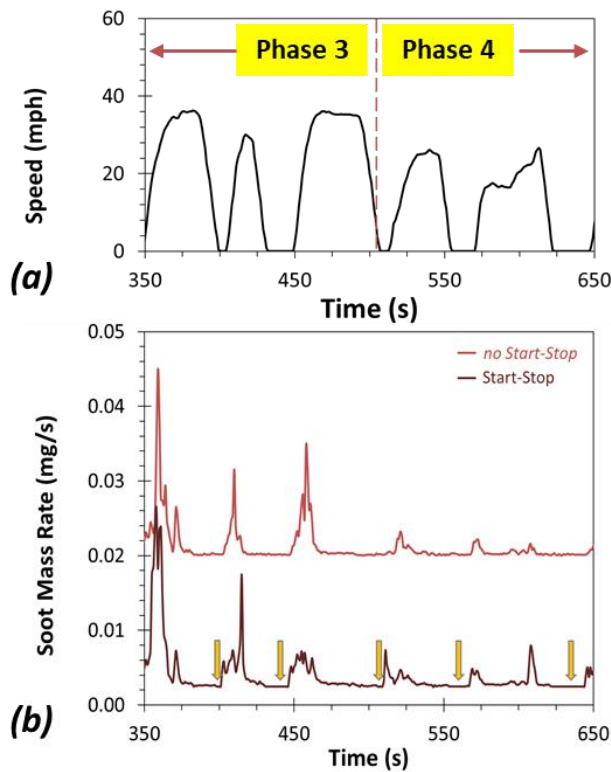 Phase 3 Phase 4
60
40
20
0
Speed (mph)
350 450 550 650
Time (s)
(a)
0.05
0.04
0.03
0.02
0.01
0.00
Soot Mass Rate (mg/s)
no Start-Stop
Start-Stop
350 450 550 650
Time (s)
(b)